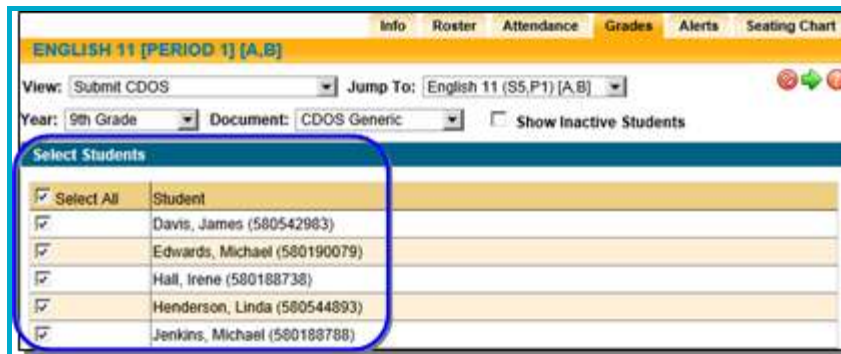 Info Roster Attendance Grades Alerts Seating Chart
ENGLISH 11 [PERIOD 1] [A,B]
View: Submit CDOS Jump To: English 11 (S5,P1) [A,B]
Year: 9th Grade Document: CDOS Generic Show Inactive Students
Select Students
Select All Student
Davis, James (580542983)
Edwards, Michael (580190079)
Hall, Irene (580188738)
Henderson, Linda (580544893)
Jenkins, Michael (580188788)